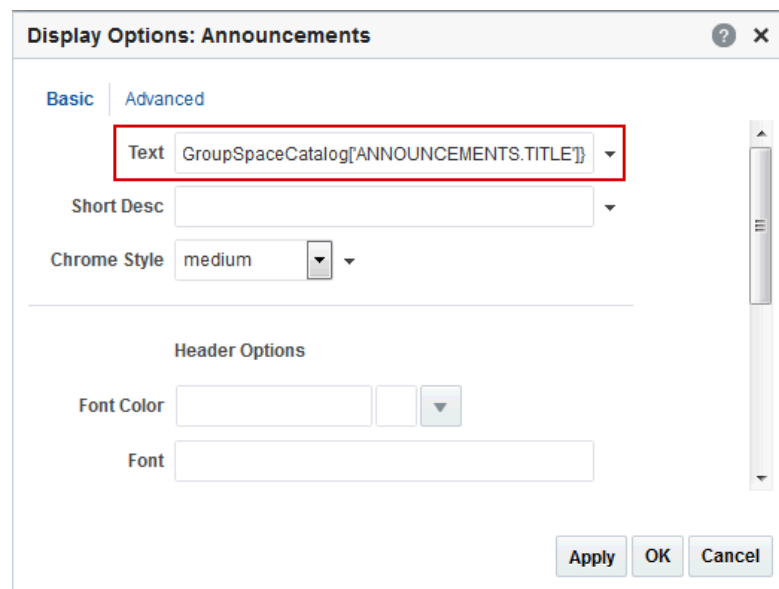 Display Options: Announcements
Basic Advanced
Text GroupSpaceCatalog['ANNOUNCEMENTS.TITLE']}
Short Desc
Chrome Style medium
Header Options
Font Color
Font
Apply OK Cancel